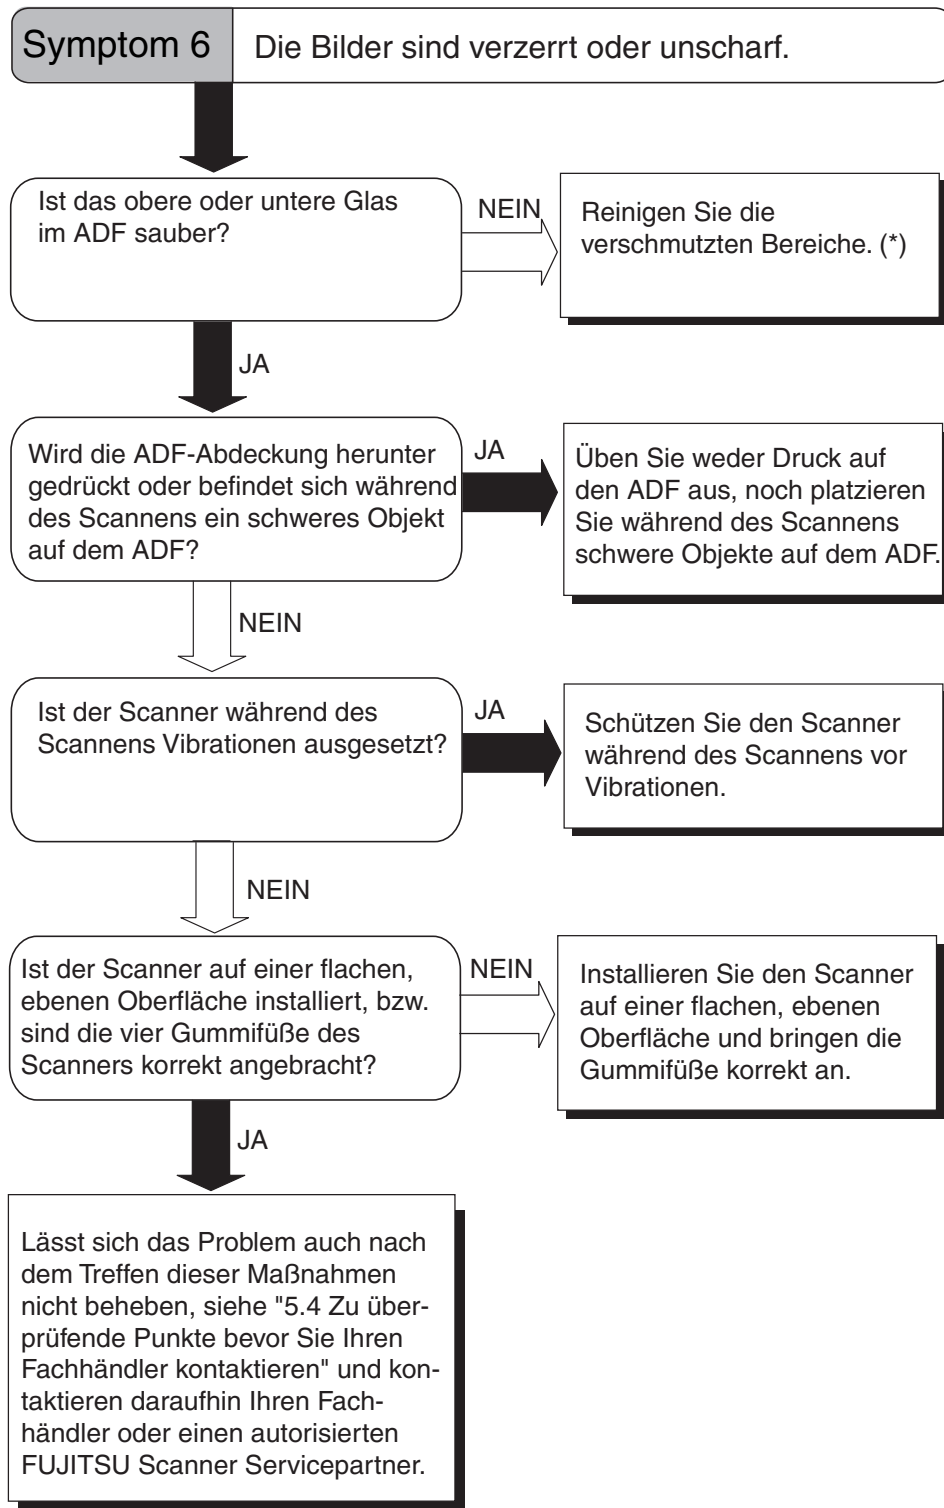 Symptom 6
Die Bilder sind verzerrt oder unscharf.
Ist das obere oder untere Glas
im ADF sauber?
NEIN
Reinigen Sie die
verschmutzten Bereiche. (*)
JA
Wird die ADF-Abdeckung herunter
gedrückt oder befindet sich während
des Scannens ein schweres Objekt
auf dem ADF?
JA
Üben Sie weder Druck auf
den ADF aus, noch platzieren
Sie während des Scannens
schwere Objekte auf dem ADF.
NEIN
Ist der Scanner während des
Scannens Vibrationen ausgesetzt?
JA
Schützen Sie den Scanner
während des Scannens vor
Vibrationen.
NEIN
Ist der Scanner auf einer flachen,
ebenen Oberfläche installiert, bzw.
sind die vier Gummifüße des
Scanners korrekt angebracht?
NEIN
Installieren Sie den Scanner
auf einer flachen, ebenen
Oberfläche und bringen die
Gummifüße korrekt an.
JA
Lässt sich das Problem auch nach
dem Treffen dieser Maßnahmen
nicht beheben, siehe "5.4 Zu über-
prüfende Punkte bevor Sie Ihren
Fachhändler kontaktieren" und kon-
taktieren daraufhin Ihren Fach-
händler oder einen autorisierten
FUJITSU Scanner Servicepartner.